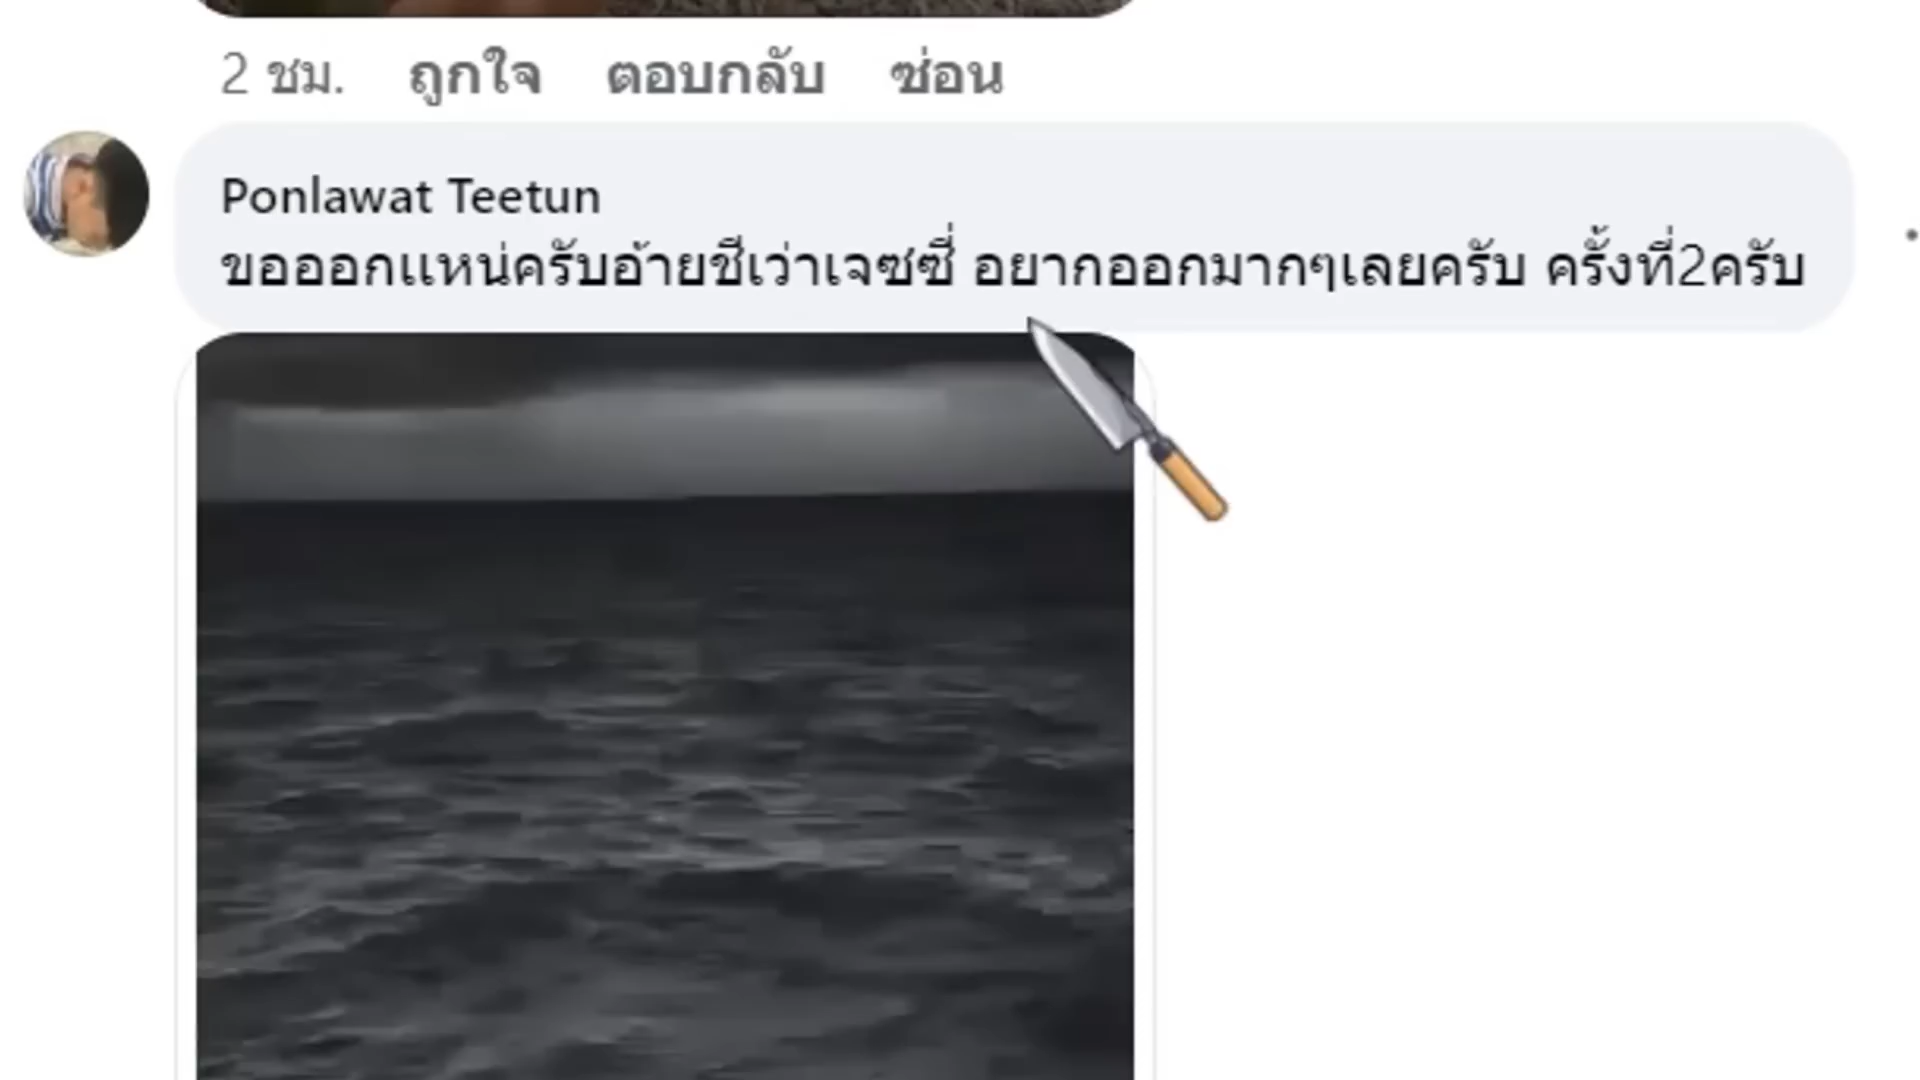 2 ชม. ถูกใจ ตอบกลับ ซ่อน
Ponlawat Teetun
ขอออกแหน่ครับอ้ายชีเว่าเจซซี่ อยากออกมากๆเลยครับ ครั้งที่2ครับ